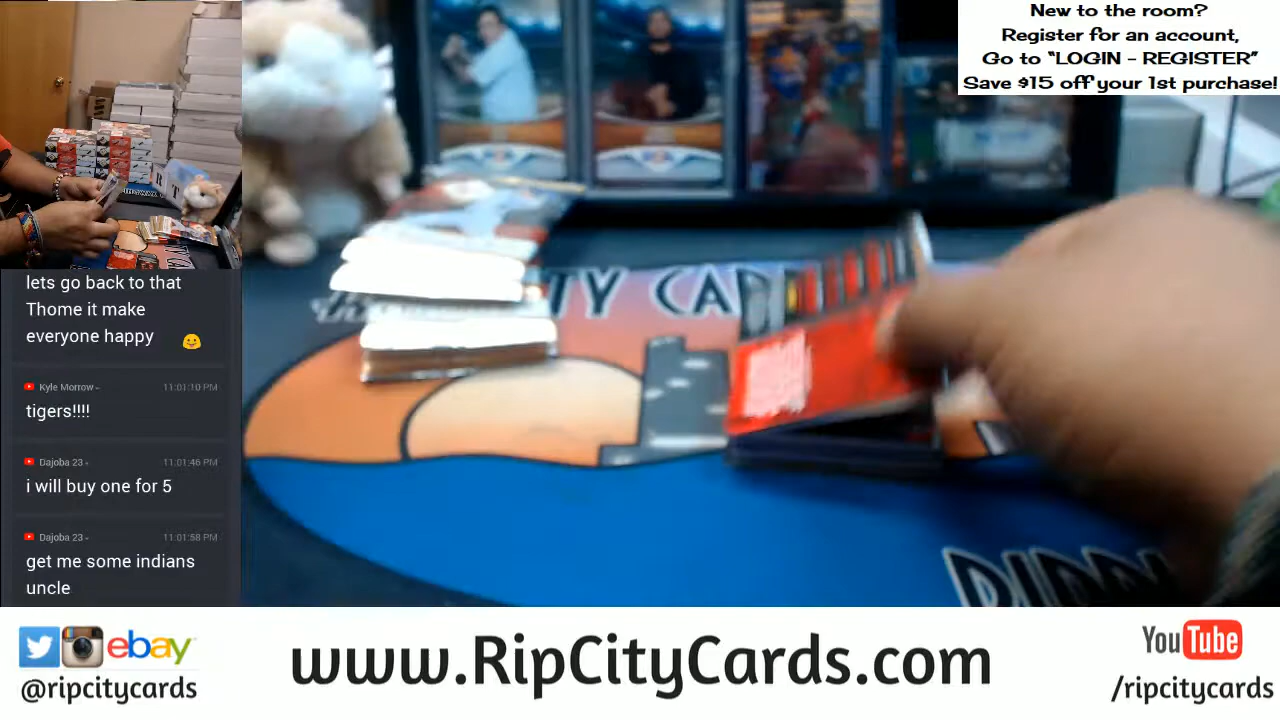 New to the room?
Register for an account,
Go to “LOGIN - REGISTER”
Save $15 off your 1st purchase!
lets go back to that
Thome it make
everyone happy
Kyle Morrow
11:01:10 PM
tigers!!!!
Dajoba 23
11:01:46 PM
i will buy one for 5
Dajoba 23
11:01:58 PM
get me some indians
uncle
ebay
@ripcitycards
www.RipCityCards.com
YouTube
/ripcitycards